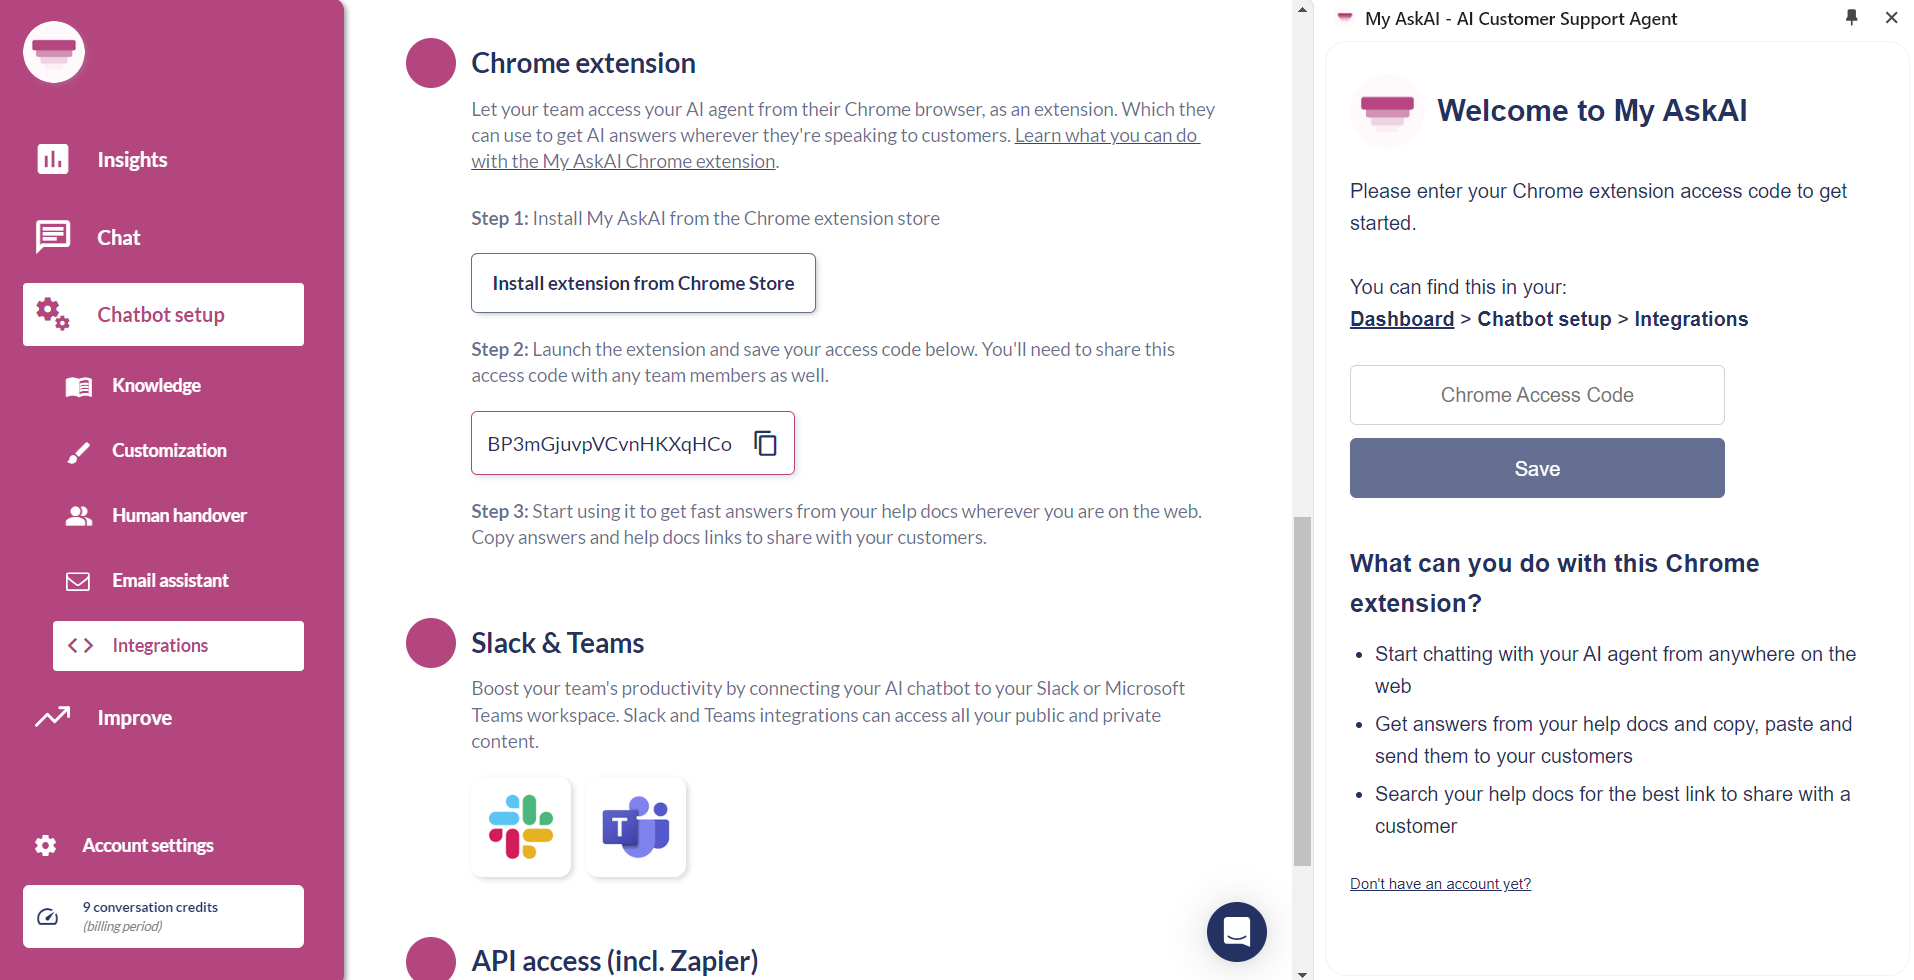 Insights
Chat
Chatbot setup
Knowledge
Customization
Human handover
Email assistant
Integrations
Improve
Account settings
9 conversation credits
(billing period)
Chrome extension
Let your team access your AI agent from their Chrome browser, as an extension. Which they
can use to get AI answers wherever they're speaking to customers. Learn what you can do
with the My AskAI Chrome extension.
Step 1: Install My AskAI from the Chrome extension store
Install extension from Chrome Store
Step 2: Launch the extension and save your access code below. You'll need to share this
access code with any team members as well.
BP3mGjuvpVCvnHKXqHCo
Step 3: Start using it to get fast answers from your help docs wherever you are on the web.
Copy answers and help docs links to share with your customers.
Slack & Teams
Boost your team's productivity by connecting your AI chatbot to your Slack or Microsoft
Teams workspace. Slack and Teams integrations can access all your public and private
content.
T
API access (incl. Zapier)
My AskAI - AI Customer Support Agent
Welcome to My AskAI
Please enter your Chrome extension access code to get
started.
You can find this in your:
Dashboard > Chatbot setup > Integrations
Chrome Access Code
Save
What can you do with this Chrome
extension?
• Start chatting with your AI agent from anywhere on the
web
• Get answers from your help docs and copy, paste and
send them to your customers
• Search your help docs for the best link to share with a
customer
Don't have an account yet?